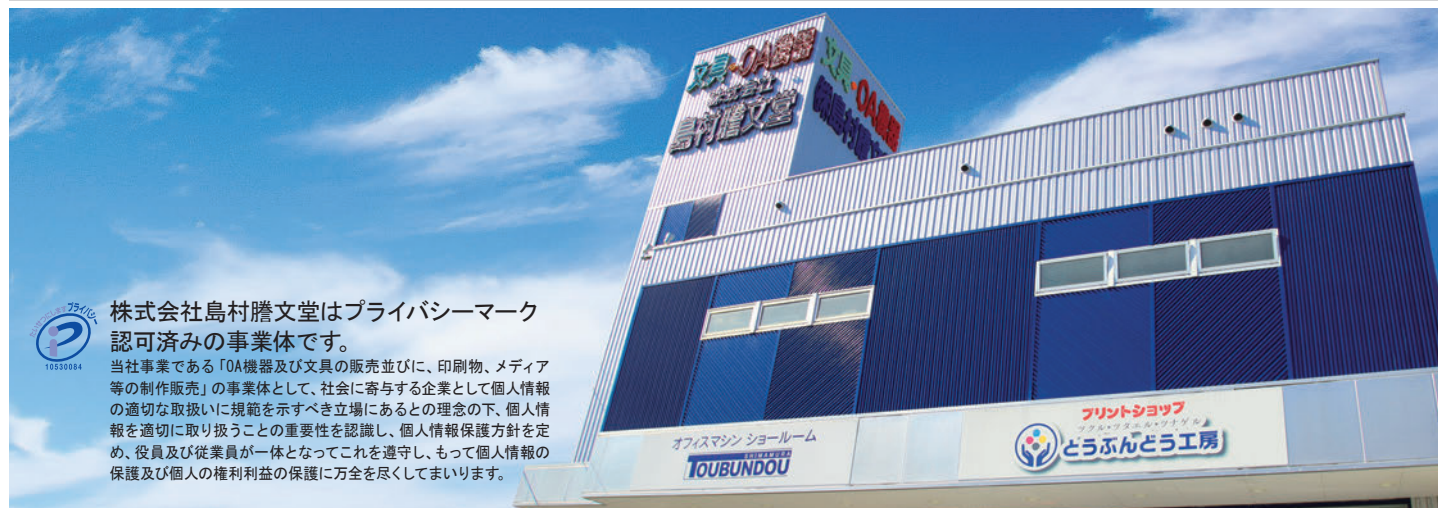 文具・OA機器
株式会社
島村謄文堂
文具・OA機器
プライバシー
10530084
株式会社島村謄文堂はプライバシーマーク
認可済みの事業体です。
当社事業である「OA機器及び文具の販売並びに、印刷物、メディア
等の制作販売」の事業体として、社会に寄与する企業として個人情報
の適切な取扱いに規範を示すべき立場にあるとの理念の下、個人情
報を適切に取り扱うことの重要性を認識し、個人情報保護方針を定
め、役員及び従業員が一体となってこれを遵守し、もって個人情報の
保護及び個人の権利利益の保護に万全を尽くしてまいります。
オフィスマシン ショールーム
SHIMAMURA
TOUBUNDOU
プリントショップ
ツクル・ツタエル・ツナゲル
どうぶんどう工房